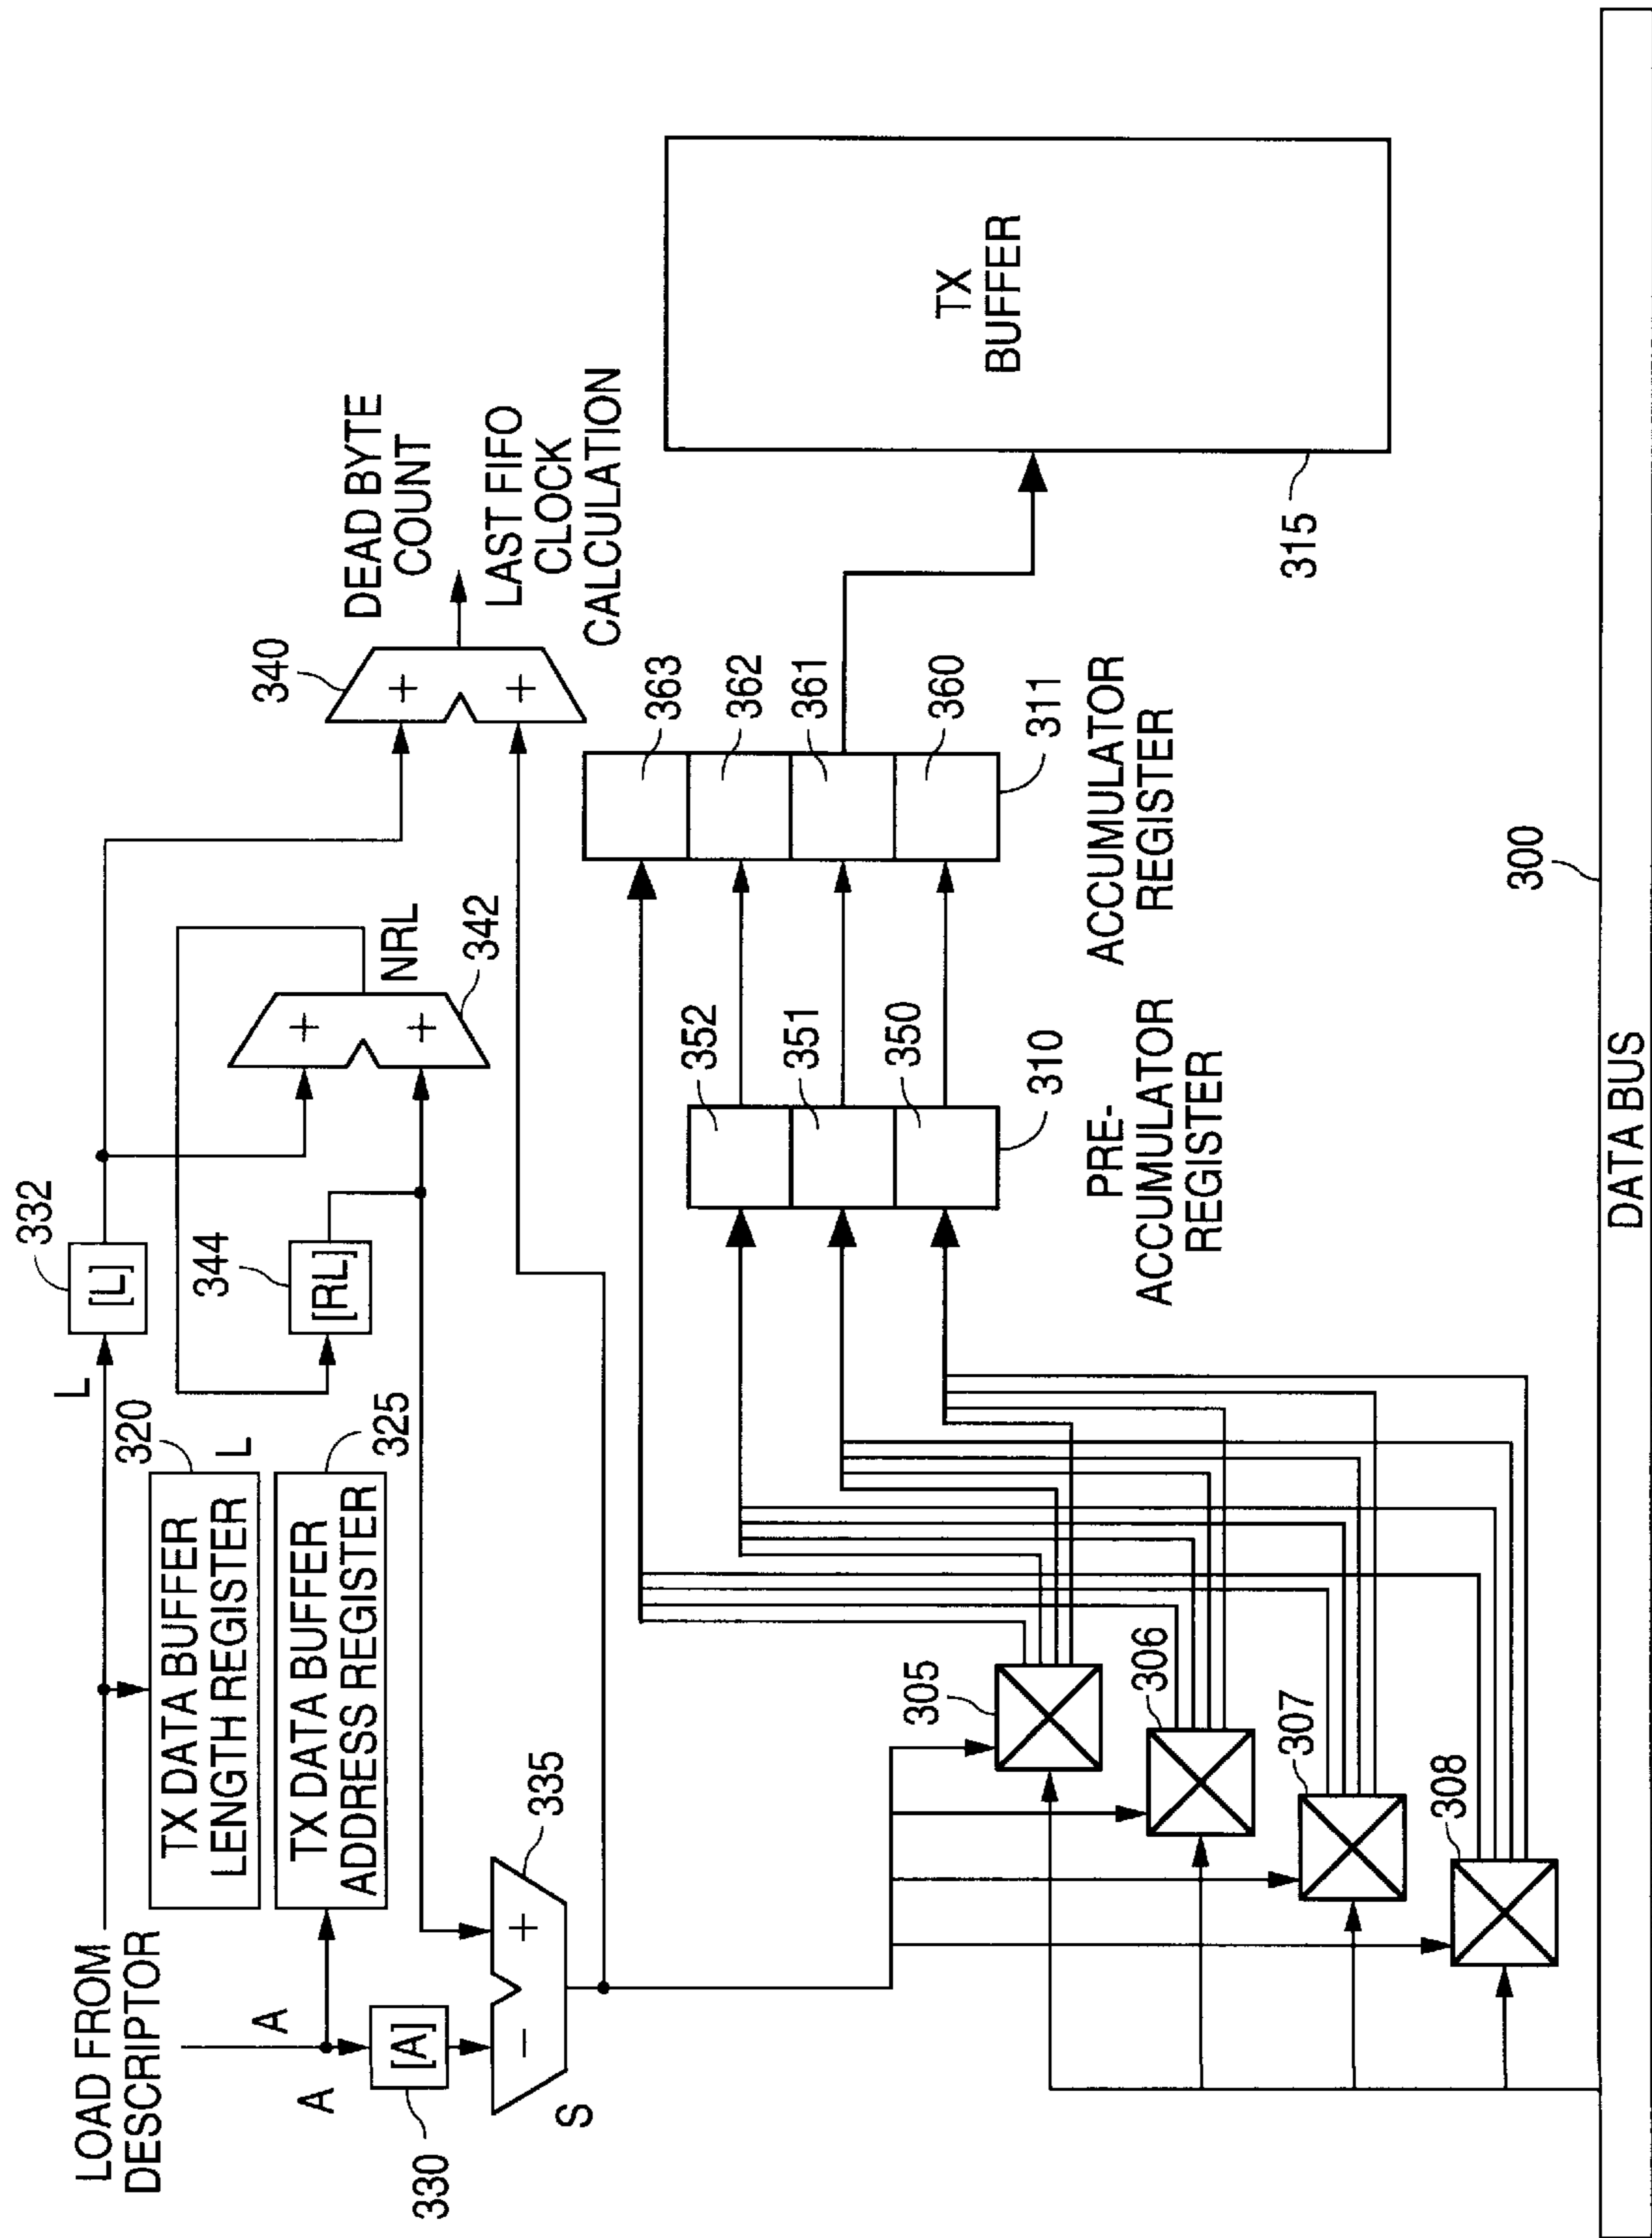 LOAD FROM
DESCRIPTOR
A
A
[A]
330
S
335
TX DATA BUFFER
LENGTH REGISTER
L
320
TX DATA BUFFER
ADDRESS REGISTER
325
L
332
[L]
344
[RL]
NRL
342
340
DEAD BYTE
COUNT
LAST FIFO
CLOCK
CALCULATION
−
+
+
+
+
+
305
306
307
308
352
351
350
310
PRE-
ACCUMULATOR
REGISTER
363
362
361
360
311
ACCUMULATOR
REGISTER
TX
BUFFER
315
300
DATA BUS